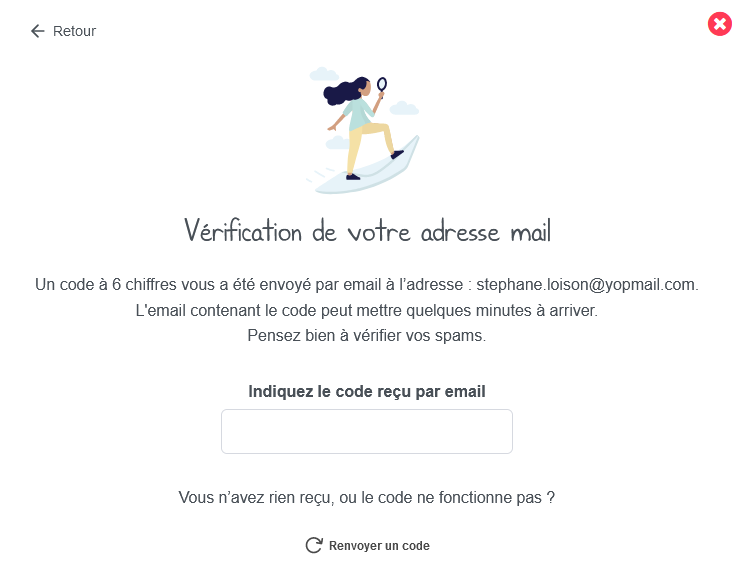 Retour
Vérification de votre adresse mail
Un code à 6 chiffres vous a été envoyé par email à l’adresse : stephane.loison@yopmail.com.
L'email contenant le code peut mettre quelques minutes à arriver.
Pensez bien à vérifier vos spams.
Indiquez le code reçu par email
Vous n’avez rien reçu, ou le code ne fonctionne pas ?
Renvoyer un code